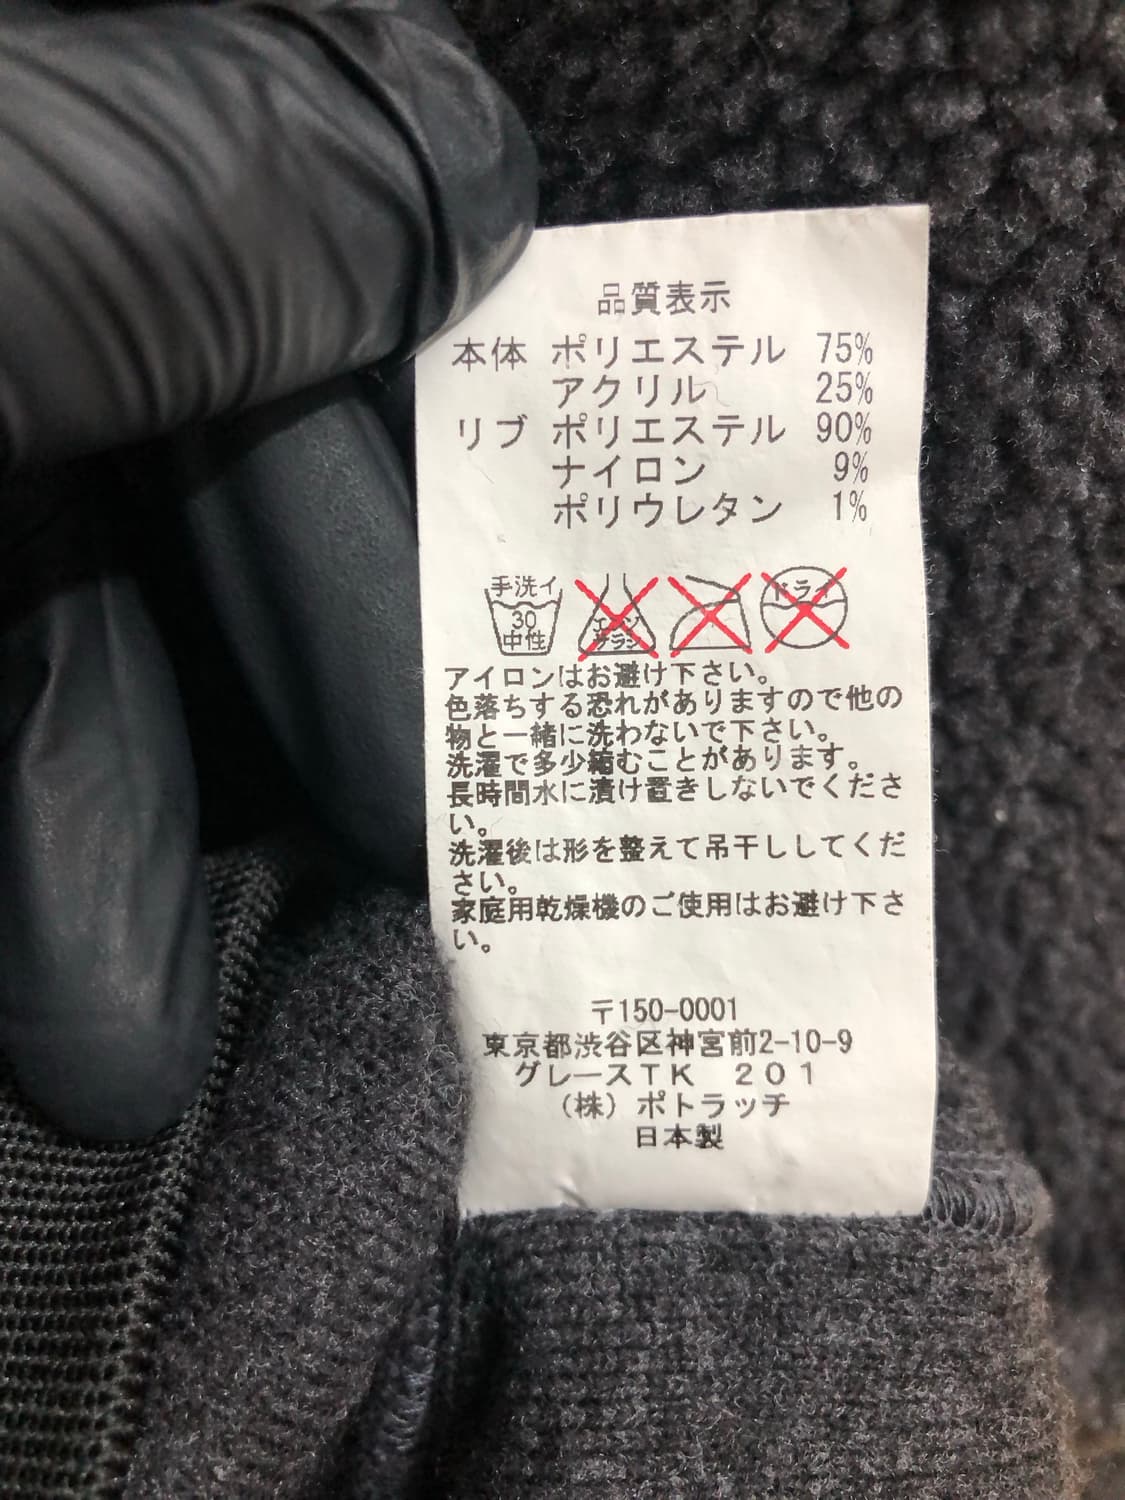 品質表示
本体 ポリエステル 75%
アクリル 25%
リブ ポリエステル 90%
ナイロン 9%
ポリウレタン 1%
手洗イ
30
中性
エンソ
サラシ
ドライ
アイロンはお避け下さい。
色落ちする恐れがありますので他の
物と一緒に洗わないで下さい。
洗濯で多少縮むことがあります。
長時間水に漬け置きしないでくださ
い。
洗濯後は形を整えて吊干ししてくだ
さい。
家庭用乾燥機のご使用はお避け下さ
い。
〒150-0001
東京都渋谷区神宮前2-10-9
グレースTK 201
(株)ポトラッチ
日本製